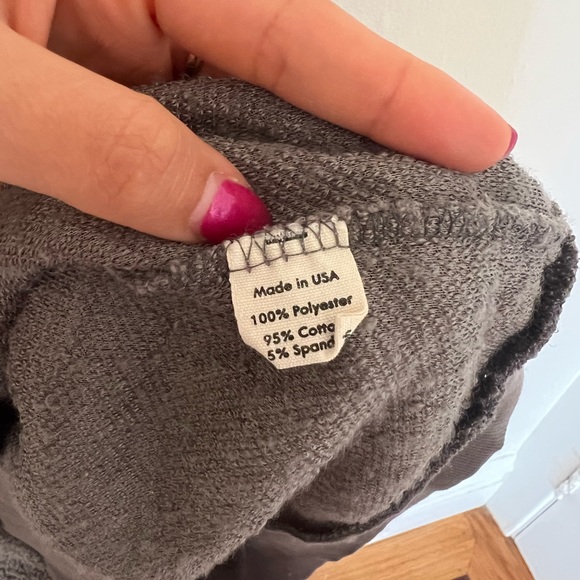 Made in USA
100% Polyester
95% Cotto
5% Spand